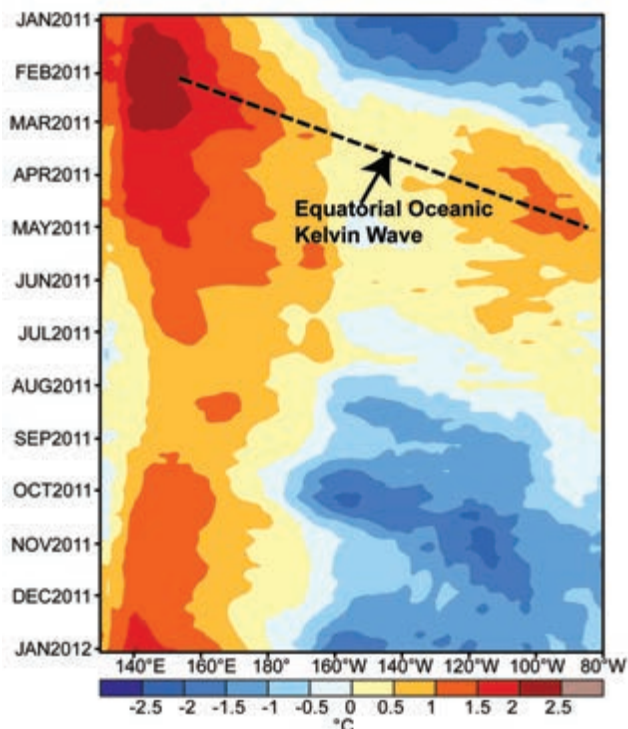 JAN2011
FEB2011
MAR2011
APR2011
MAY2011
JUN2011
JUL2011
AUG2011
SEP2011
OCT2011
NOV2011
DEC2011
JAN2012
Equatorial Oceanic
Kelvin Wave
140°E 160°E 180° 160°W 140°W 120°W 100°W 80°W
-2.5 -2 -1.5 -1 -0.5 0 0.5 1 1.5 2 2.5
°C